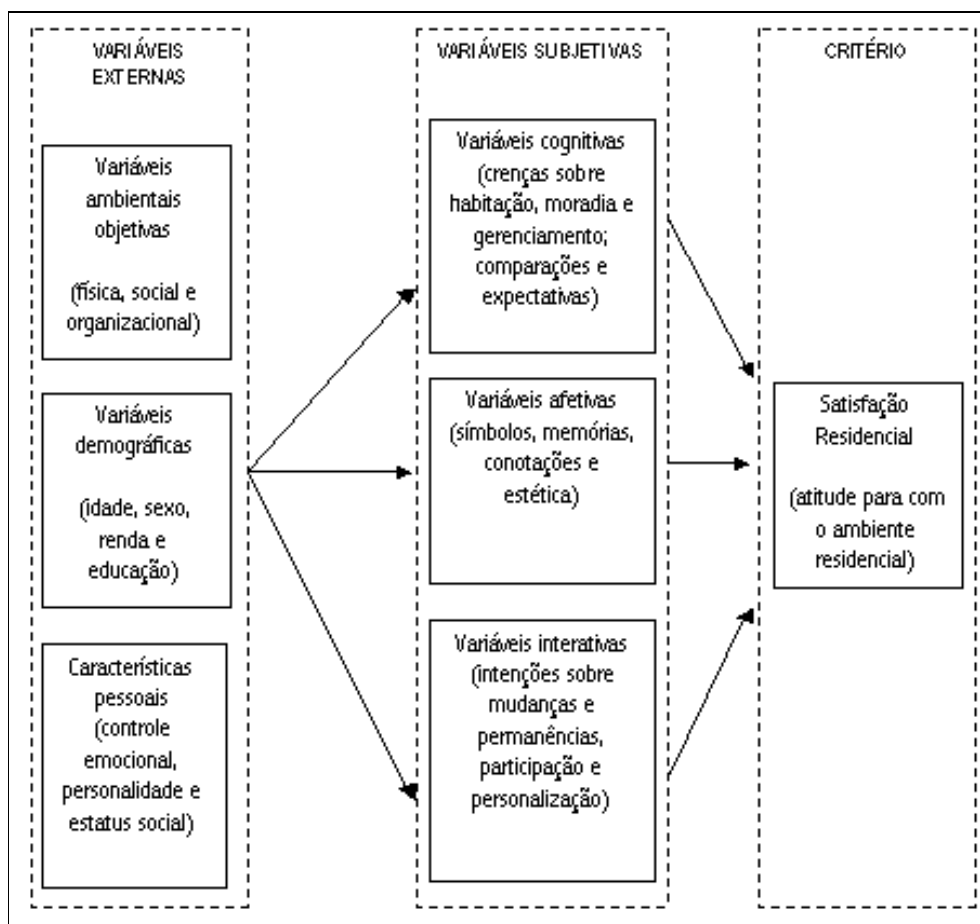 VARIÁVEIS
EXTERNAS
Variáveis
ambientais
objetivas
(física, social e
organizacional)
Variáveis
demográficas
(idade, sexo,
renda e
educação)
Características
pessoais
(controle
emocional,
personalidade e
estatus social)
VARIÁVEIS SUBJETIVAS
Variáveis cognitivas
(crenças sobre
habitação, moradia e
gerenciamento;
comparações e
expectativas)
Variáveis afetivas
(símbolos, memórias,
conotações e
estética)
Variáveis interativas
(intenções sobre
mudanças e
permanências,
participação e
personalização)
CRITÉRIO
Satisfação
Residencial
(atitude para com
o ambiente
residencial)